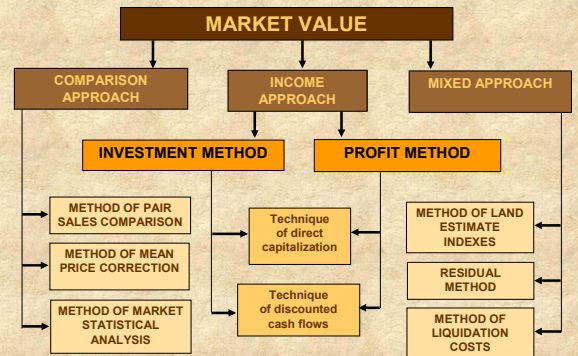 MARKET VALUE
COMPARISON
APPROACH
INCOME
APPROACH
MIXED APPROACH
INVESTMENT METHOD
PROFIT METHOD
METHOD OF PAIR
SALES COMPARISON
METHOD OF MEAN
PRICE CORRECTION
METHOD OF MARKET
STATISTICAL
ANALYSIS
Technique
of direct
capitalization
Technique
of discounted
cash flows
METHOD OF LAND
ESTIMATE
INDEXES
RESIDUAL
METHOD
METHOD OF
LIQUIDATION
COSTS